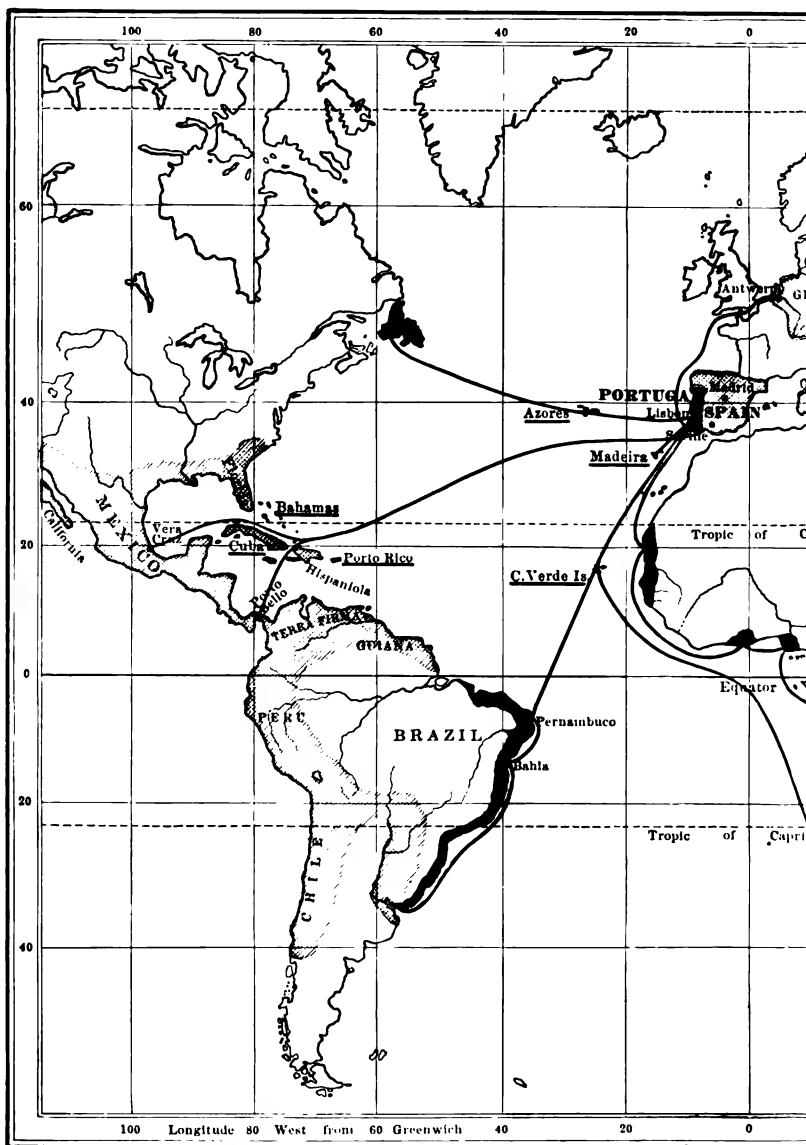 100 80 60 40 20 0
60
Antwerp
40
PORTUGA
Madrid
Azores
Lisbon
SPAIN
Madeira
Bahamas
MEXICO
Vera
Cruz
California
Tropic of
20
Cuba
Porto Rico
Hispaniola
C. Verde Is.
Porto
Bello
TERRA FIRMA
GUIANA
0
Equator
PERU
BRAZIL
Pernambuco
Bahia
20
Tropic of Capri
CHILE
40
100 Longitude 80 West from 60 Greenwich 40 20 0